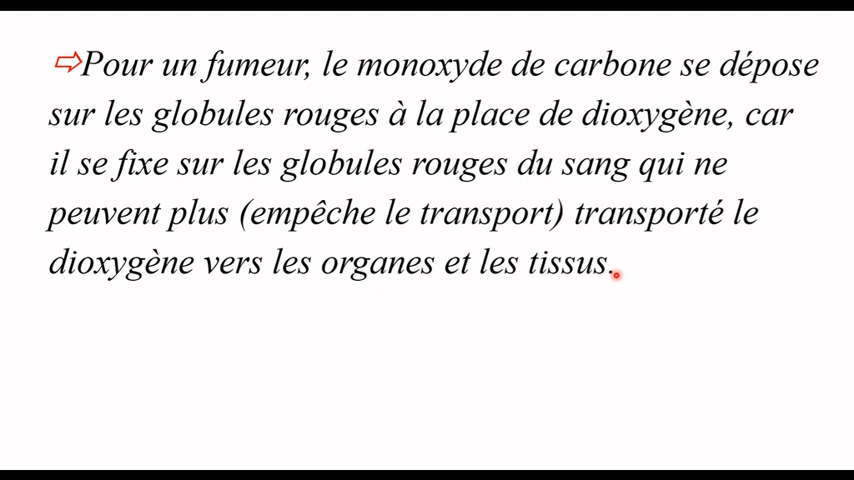 ⇨Pour un fumeur, le monoxyde de carbone se dépose
sur les globules rouges à la place de dioxygène, car
il se fixe sur les globules rouges du sang qui ne
peuvent plus (empêche le transport) transporté le
dioxygène vers les organes et les tissus.